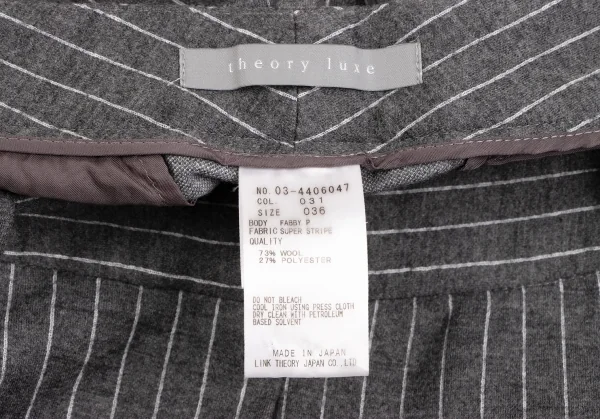 theory luxe
NO. 03-4406047
COL. 031
SIZE 036
BODY FABBY P
FABRIC SUPER STRIPE
QUALITY
73% WOOL
27% POLYESTER
DO NOT BLEACH
COOL IRON USING PRESS CLOTH
DRY CLEAN WITH PETROLLUM
BASED SOLVENT
MADE IN JAPAN
LINK THEORY JAPAN CO.,LTD